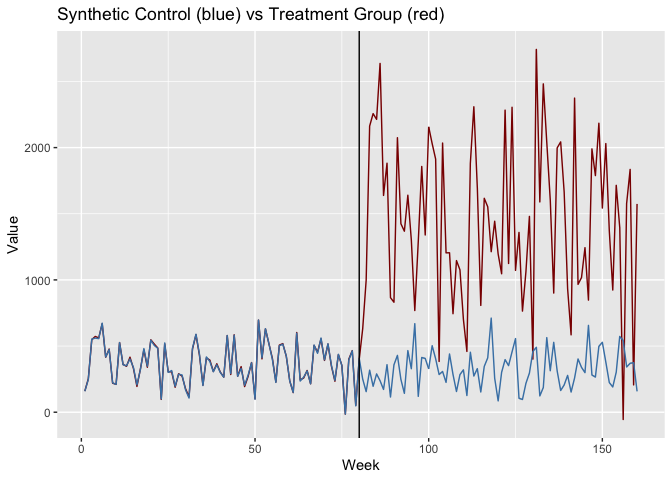 Synthetic Control (blue) vs Treatment Group (red)
Value
2000
1000
0
0 50 100 150
Week